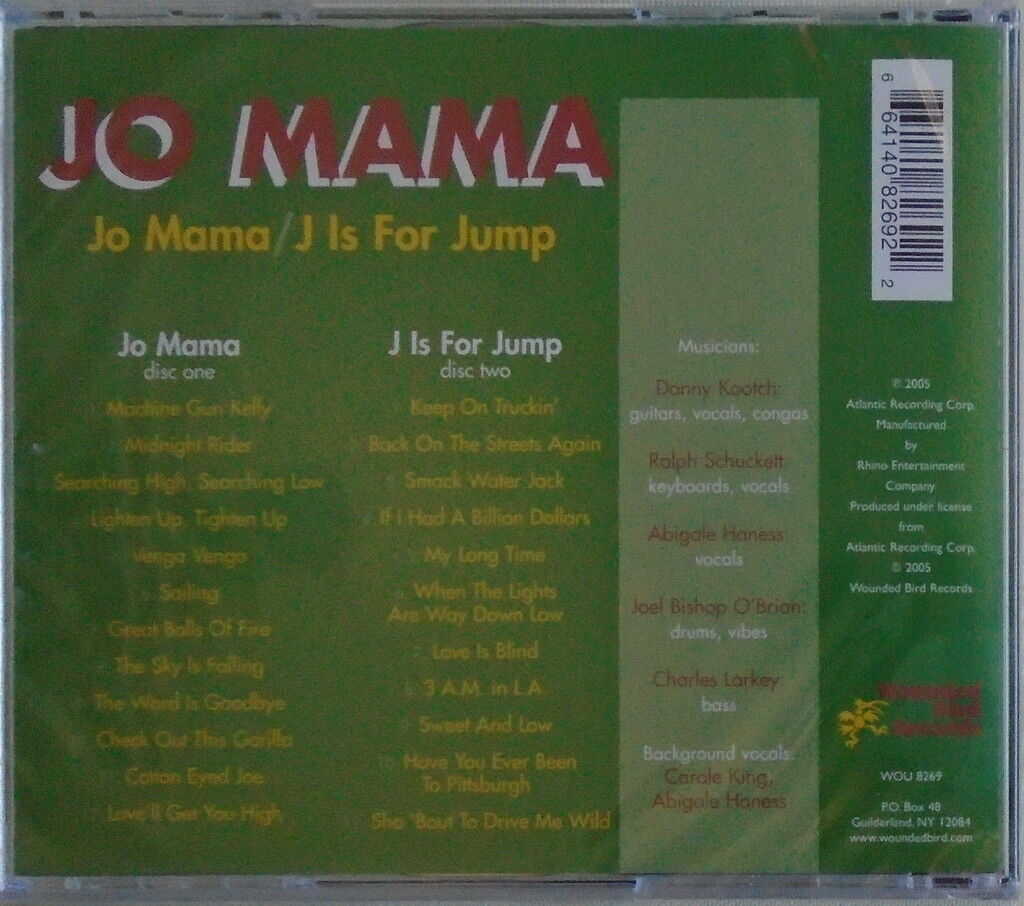 JO MAMA
Jo Mama/J Is For Jump
Jo Mama
disc one
Machine Gun Kelly
Midnight Rider
Searching High, Searching Low
Lighten Up, Tighten Up
Venga Venga
Sailing
Great Balls Of Fire
The Sky Is Falling
The Word Is Goodbye
Check Out This Gorilla
Cotton Eyed Joe
Love'll Get You High
J Is For Jump
disc two
Keep On Truckin'
Back On The Streets Again
Smack Water Jack
If I Had A Billion Dollars
My Long Time
When The Lights
Are Way Down Low
Love Is Blind
3 A.M. in L.A.
Sweet And Low
Have You Ever Been
To Pittsburgh
Sho 'Bout To Drive Me Wild
Musicians:
Danny Kootch:
guitars, vocals, congas
Ralph Schuckett:
keyboards, vocals
Abigale Haness:
vocals
Joel Bishop O'Brian:
drums, vibes
Charles Larkey:
bass
Background vocals:
Carole King,
Abigale Haness
6 64140 82692 2
℗ 2005
Atlantic Recording Corp.
Manufactured
by
Rhino Entertainment
Company
Produced under license
from
Atlantic Recording Corp.
© 2005
Wounded Bird Records
Wounded
Bird
Records
WOU 8269
P.O. Box 48
Guilderland, NY 12084
www.woundedbird.com